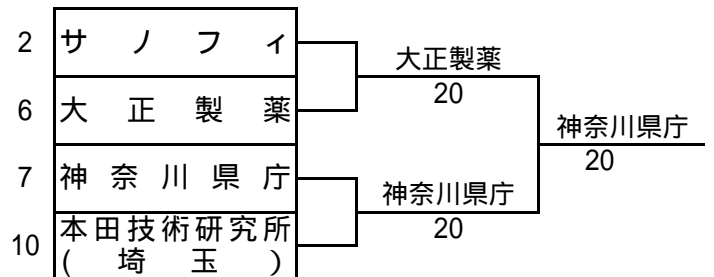 2 サノフィ
6 大正製薬
7 神奈川県庁
10 本田技術研究所
(埼玉)
大正製薬
20
神奈川県庁
20
神奈川県庁
20